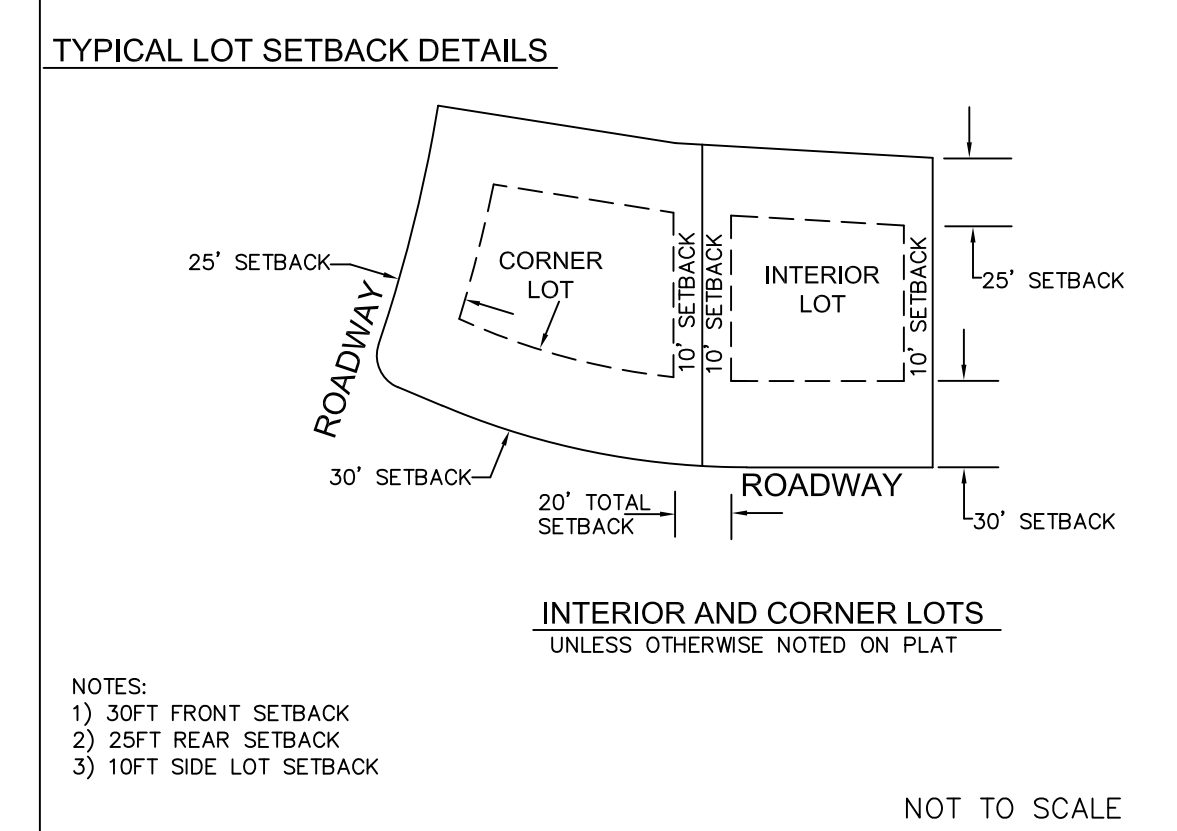 TYPICAL LOT SETBACK DETAILS
25' SETBACK
ROADWAY
CORNER
LOT
10' SETBACK
10' SETBACK
INTERIOR
LOT
10' SETBACK
25' SETBACK
30' SETBACK
20' TOTAL
SETBACK
ROADWAY
30' SETBACK
INTERIOR AND CORNER LOTS
UNLESS OTHERWISE NOTED ON PLAT
NOTES:
1) 30FT FRONT SETBACK
2) 25FT REAR SETBACK
3) 10FT SIDE LOT SETBACK
NOT TO SCALE